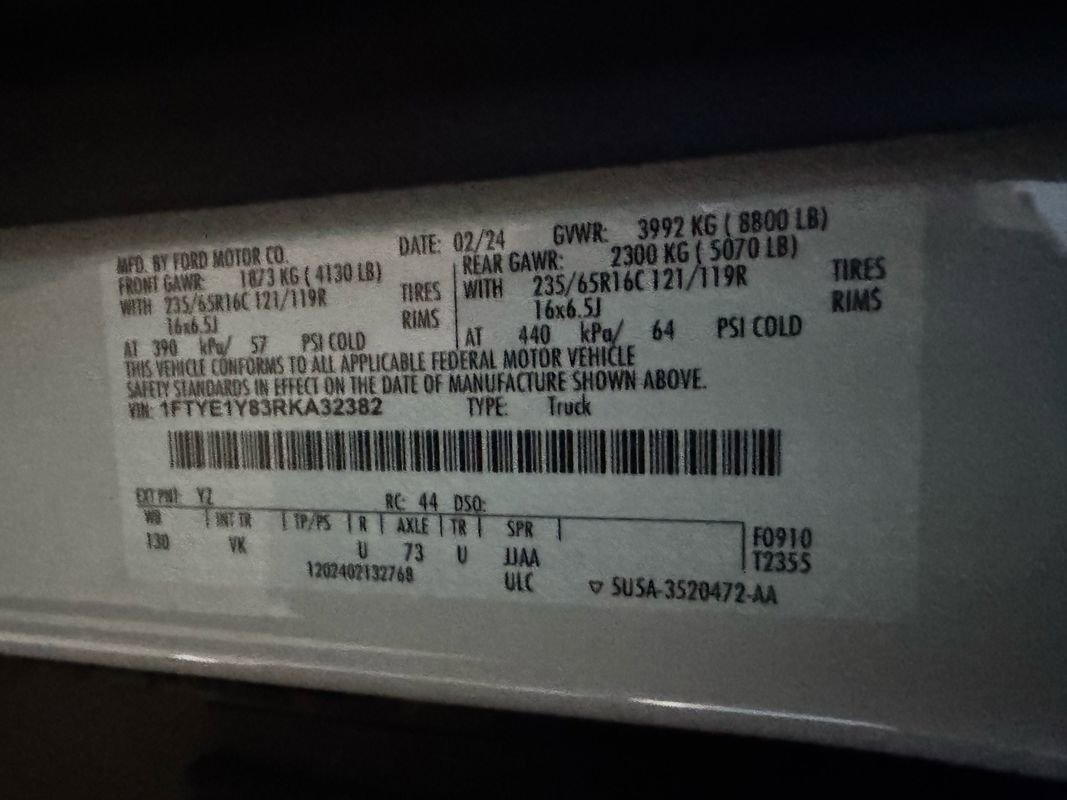 MFD. BY FORD MOTOR CO. DATE: 02/24 GVWR: 3992 KG ( 8800 LB)
FRONT GAWR: 1873 KG ( 4130 LB) REAR GAWR: 2300 KG ( 5070 LB)
WITH 235/65R16C 121/119R TIRES WITH 235/65R16C 121/119R TIRES
16x6.5J RIMS 16x6.5J RIMS
AT 390 kPa/ 57 PSI COLD AT 440 kPa/ 64 PSI COLD
THIS VEHICLE CONFORMS TO ALL APPLICABLE FEDERAL MOTOR VEHICLE
SAFETY STANDARDS IN EFFECT ON THE DATE OF MANUFACTURE SHOWN ABOVE.
VIN: 1FTYE1Y83RKA32382 TYPE: Truck
EXT PNT: YZ RC: 44 DSO:
WB INT TR TP/PS R AXLE TR SPR F0910
130 VK U 73 U JJAA T2355
1202402132768 ULC ▽ SU5A-3520472-AA